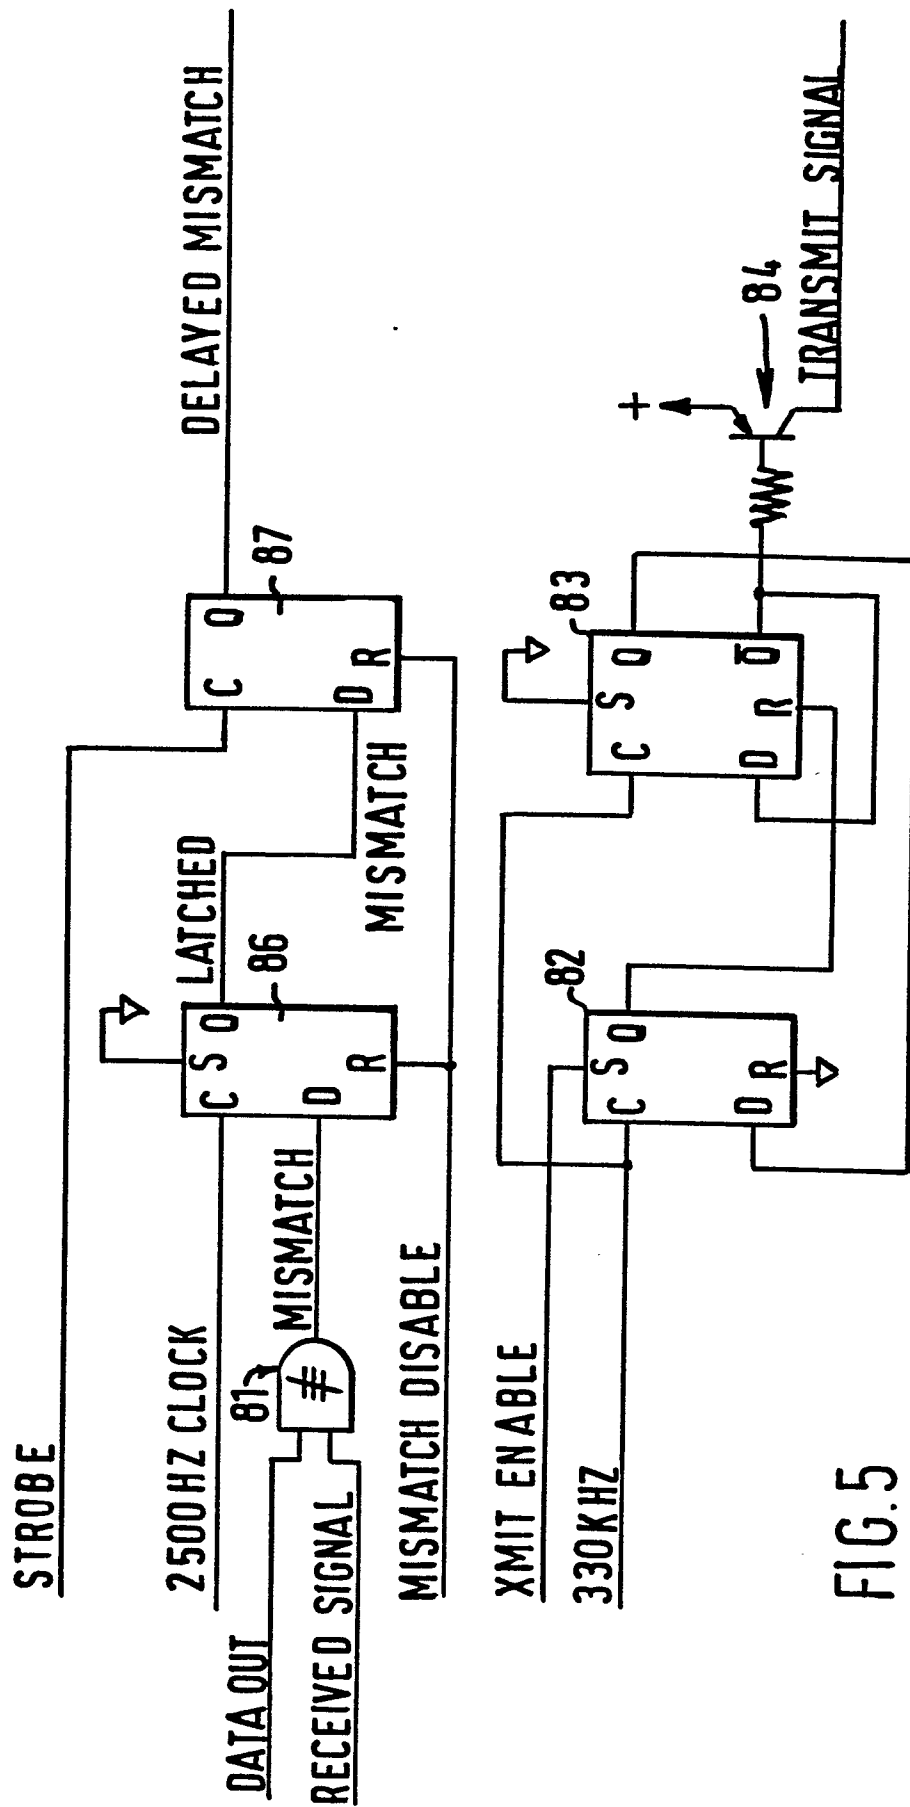 STROBE
DELAYED MISMATCH
2500HZ CLOCK
C
S
Q
D
R
86
LATCHED
MISMATCH
C
Q
D
R
87
DATA OUT
RECEIVED SIGNAL
81
≠
MISMATCH
MISMATCH DISABLE
XMIT ENABLE
330KHZ
82
C
S
Q
D
R
83
C
S
Q
D
R
Q̅
+
84
TRANSMIT SIGNAL
FIG.5